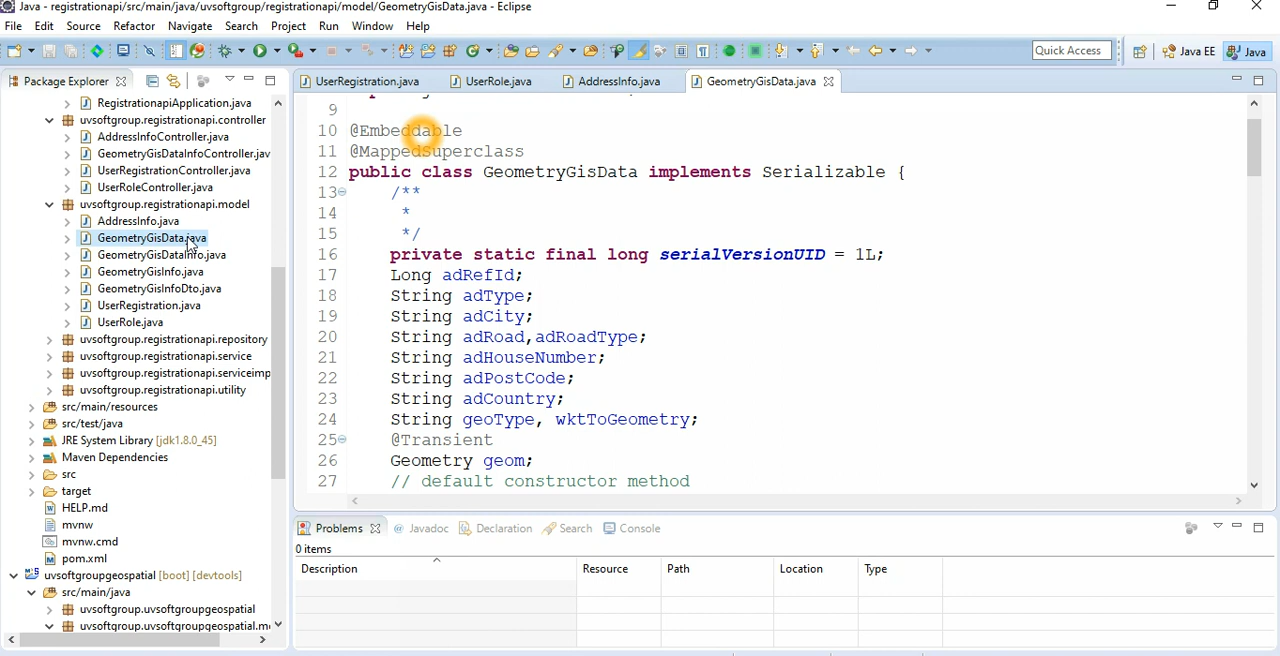 Java - registrationapi/src/main/java/uvsoftgroup/registrationapi/model/GeometryGisData.java - Eclipse
File Edit Source Refactor Navigate Search Project Run Window Help
Quick Access Java EE Java
Package Explorer
RegistrationapiApplication.java
uvsoftgroup.registrationapi.controller
AddressInfoController.java
GeometryGisDataInfoController.jav
UserRegistrationController.java
UserRoleController.java
uvsoftgroup.registrationapi.model
AddressInfo.java
GeometryGisData.java
GeometryGisDataInfo.java
GeometryGisInfo.java
GeometryGisInfoDto.java
UserRegistration.java
UserRole.java
uvsoftgroup.registrationapi.repository
uvsoftgroup.registrationapi.service
uvsoftgroup.registrationapi.serviceimp
uvsoftgroup.registrationapi.utility
src/main/resources
src/test/java
JRE System Library [jdk1.8.0_45]
Maven Dependencies
src
target
HELP.md
mvnw
mvnw.cmd
pom.xml
uvsoftgroupgeospatial [boot] [devtools]
src/main/java
uvsoftgroup.uvsoftgroupgeospatial
uvsoftgroup.uvsoftgroupgeospatial.m
UserRegistration.java UserRole.java AddressInfo.java GeometryGisData.java
9
10 @Embeddable
11 @MappedSuperclass
12 public class GeometryGisData implements Serializable {
13 /**
14 *
15 */
16 private static final long serialVersionUID = 1L;
17 Long adRefId;
18 String adType;
19 String adCity;
20 String adRoad,adRoadType;
21 String adHouseNumber;
22 String adPostCode;
23 String adCountry;
24 String geoType, wktToGeometry;
25 @Transient
26 Geometry geom;
27 // default constructor method
Problems Javadoc Declaration Search Console
0 items
Description Resource Path Location Type